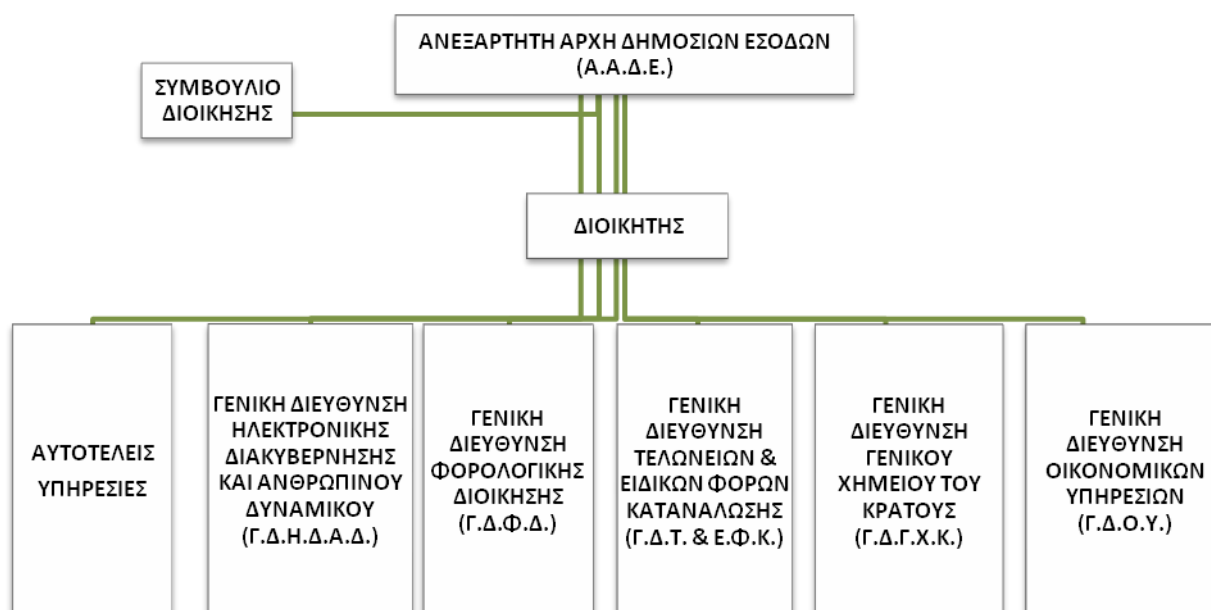 ΑΝΕΞΑΡΤΗΤΗ ΑΡΧΗ ΔΗΜΟΣΙΩΝ ΕΣΟΔΩΝ
(Α.Α.Δ.Ε.)
ΣΥΜΒΟΥΛΙΟ
ΔΙΟΙΚΗΣΗΣ
ΔΙΟΙΚΗΤΗΣ
ΑΥΤΟΤΕΛΕΙΣ
ΥΠΗΡΕΣΙΕΣ
ΓΕΝΙΚΗ ΔΙΕΥΘΥΝΣΗ
ΗΛΕΚΤΡΟΝΙΚΗΣ
ΔΙΑΚΥΒΕΡΝΗΣΗΣ
ΚΑΙ ΑΝΘΡΩΠΙΝΟΥ
ΔΥΝΑΜΙΚΟΥ
(Γ.Δ.Η.Δ.Α.Δ.)
ΓΕΝΙΚΗ
ΔΙΕΥΘΥΝΣΗ
ΦΟΡΟΛΟΓΙΚΗΣ
ΔΙΟΙΚΗΣΗΣ
(Γ.Δ.Φ.Δ.)
ΓΕΝΙΚΗ
ΔΙΕΥΘΥΝΣΗ
ΤΕΛΩΝΕΙΩΝ &
ΕΙΔΙΚΩΝ ΦΟΡΩΝ
ΚΑΤΑΝΑΛΩΣΗΣ
(Γ.Δ.Τ. & Ε.Φ.Κ.)
ΓΕΝΙΚΗ
ΔΙΕΥΘΥΝΣΗ
ΓΕΝΙΚΟΥ
ΧΗΜΕΙΟΥ ΤΟΥ
ΚΡΑΤΟΥΣ
(Γ.Δ.Γ.Χ.Κ.)
ΓΕΝΙΚΗ
ΔΙΕΥΘΥΝΣΗ
ΟΙΚΟΝΟΜΙΚΩΝ
ΥΠΗΡΕΣΙΩΝ
(Γ.Δ.Ο.Υ.)